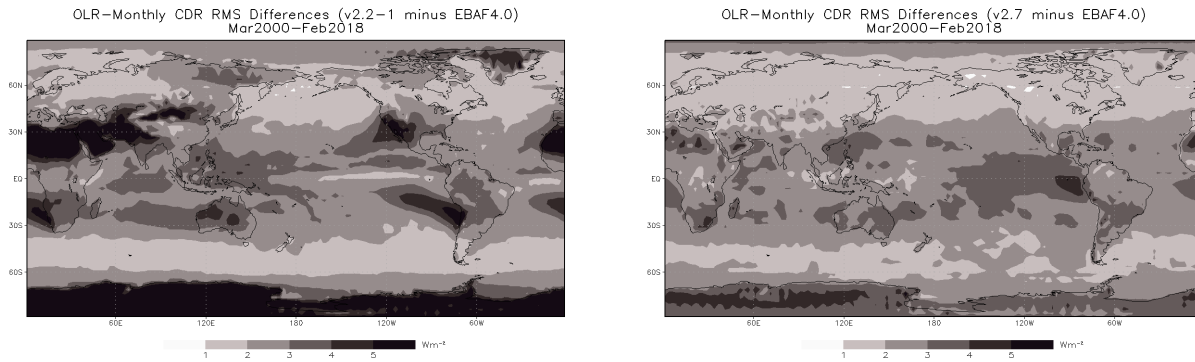 OLR-Monthly CDR RMS Differences (v2.2-1 minus EBAF4.0)
Mar2000-Feb2018
60N
30N
EQ
30S
60S
60E 120E 180 120W 60W
1 2 3 4 5 Wm⁻²
OLR-Monthly CDR RMS Differences (v2.7 minus EBAF4.0)
Mar2000-Feb2018
60N
30N
EQ
30S
60S
60E 120E 180 120W 60W
1 2 3 4 5 Wm⁻²